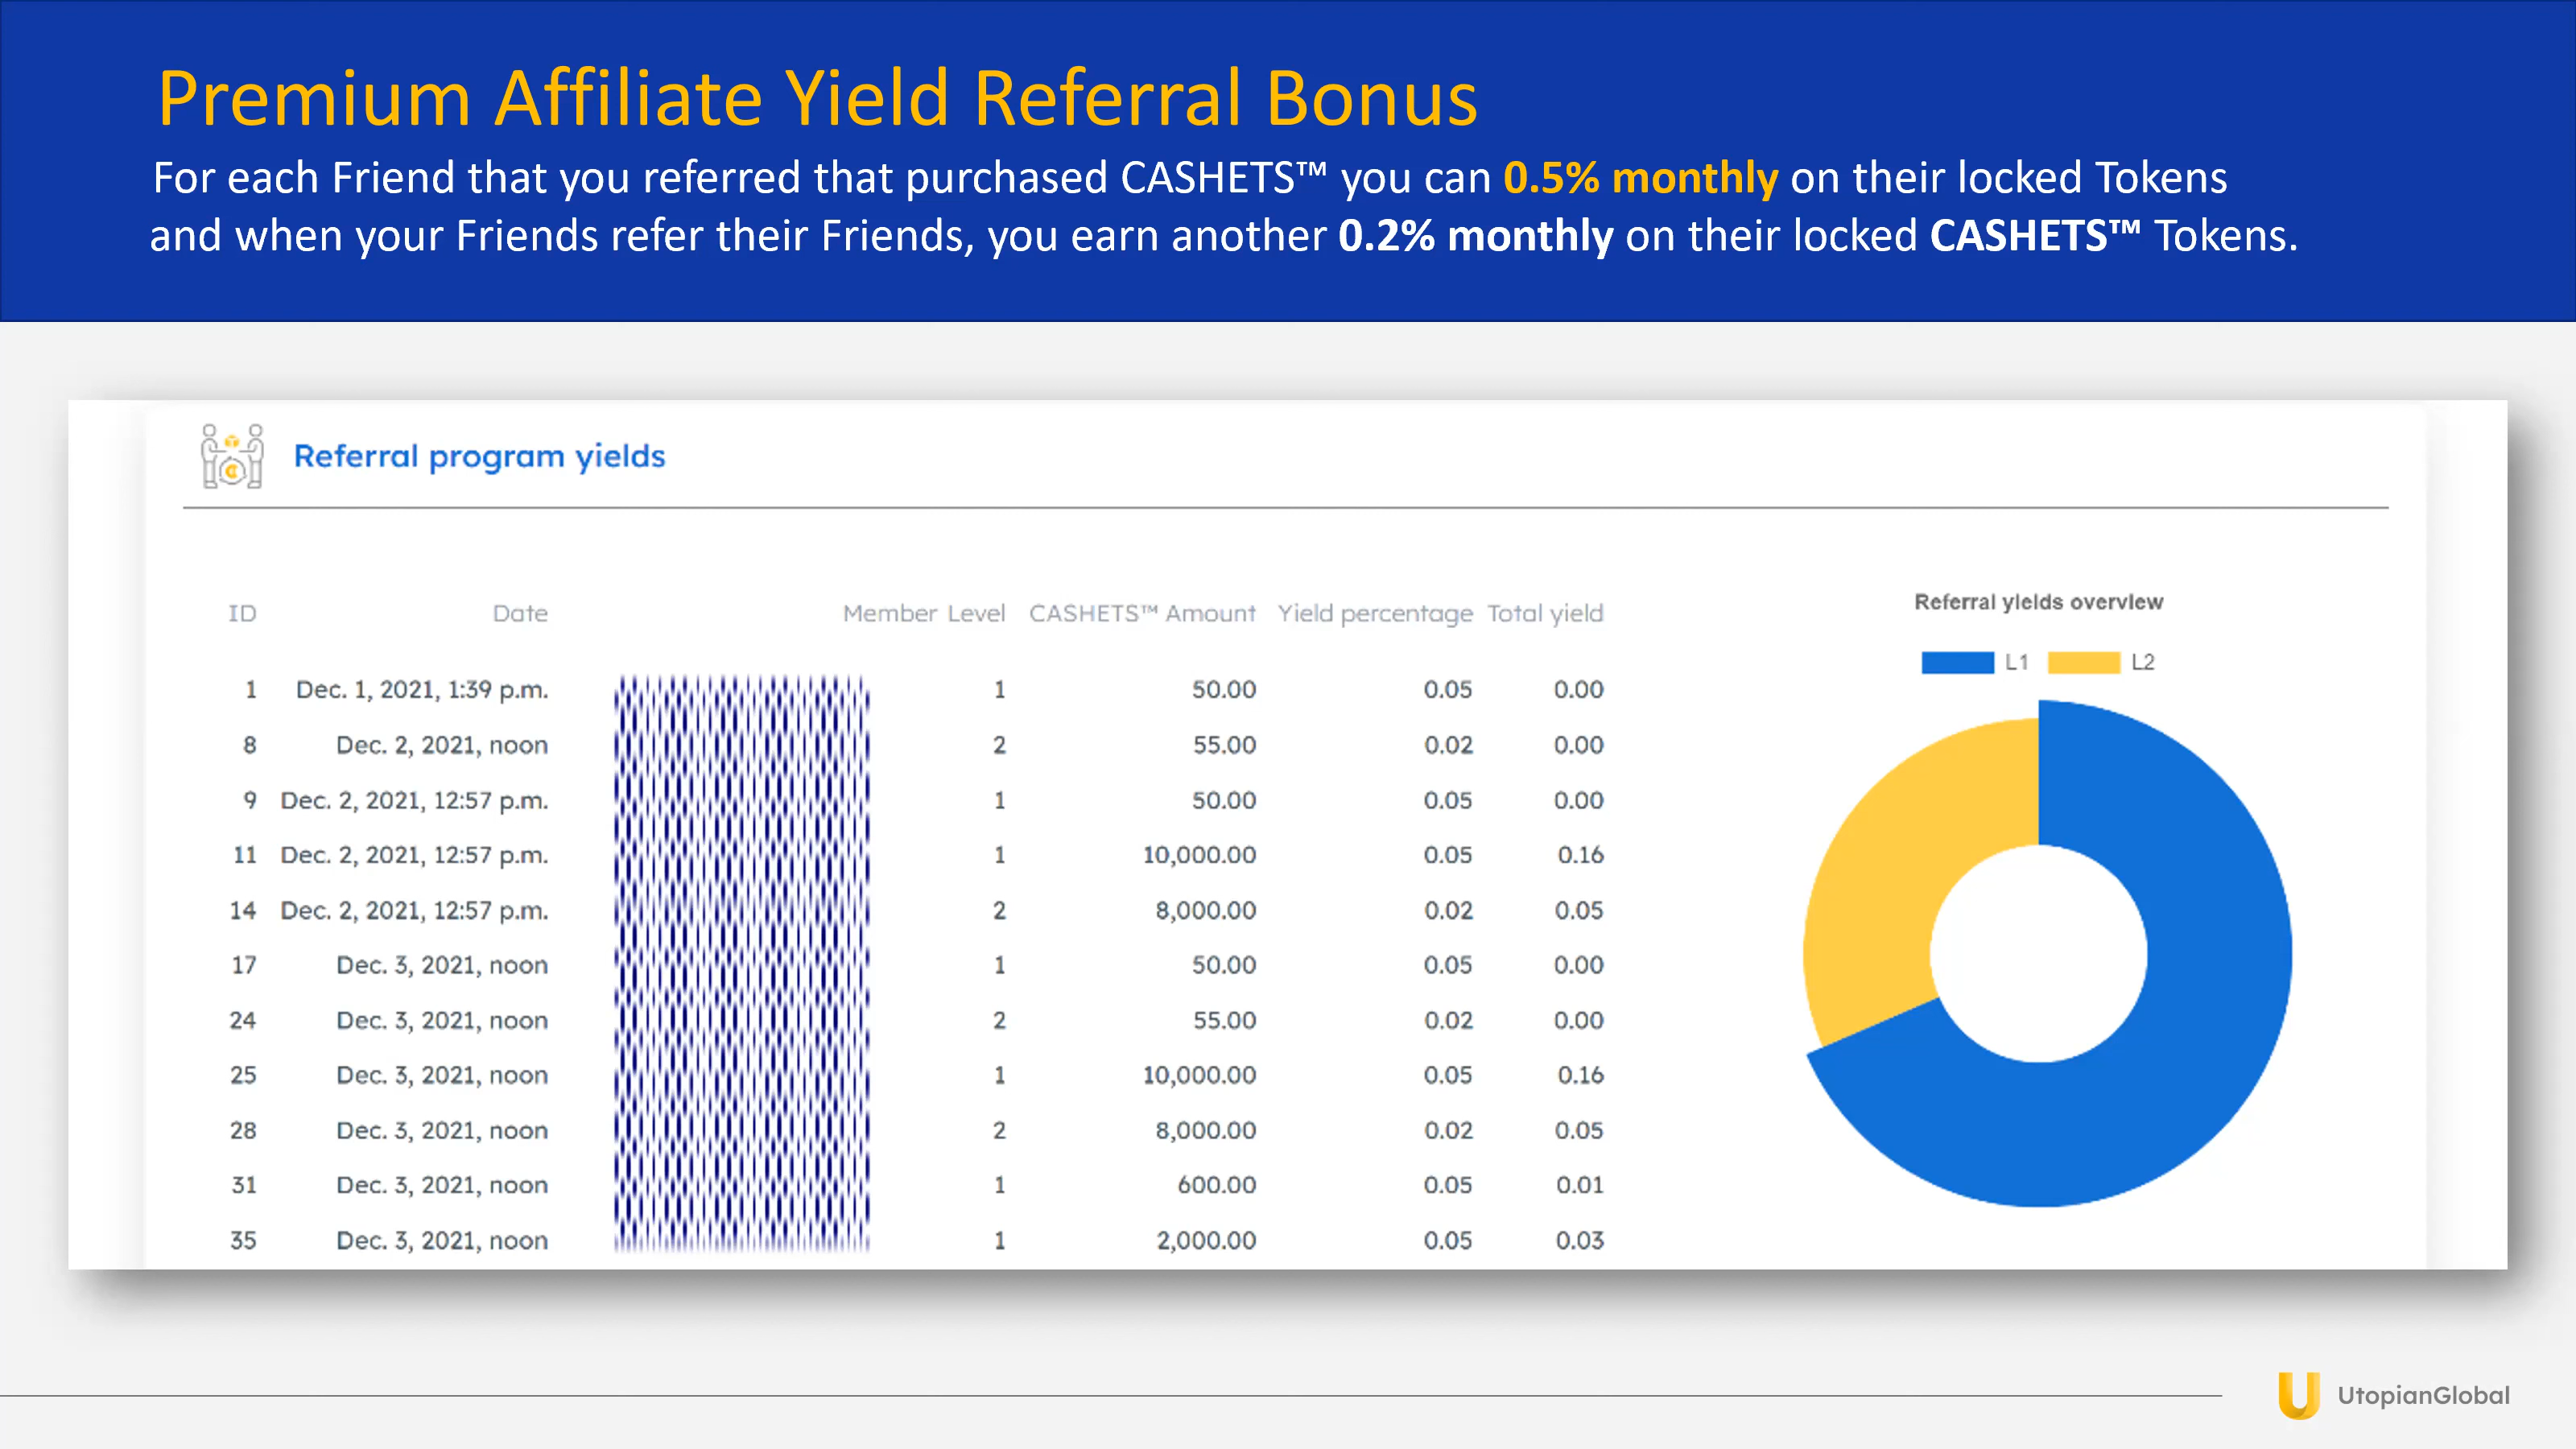 Premium Affiliate Yield Referral Bonus
For each Friend that you referred that purchased CASHETS™ you can 0.5% monthly on their locked Tokens
and when your Friends refer their Friends, you earn another 0.2% monthly on their locked CASHETS™ Tokens.
Referral program yields
ID Date Member Level CASHETS™ Amount Yield percentage Total yield
1 Dec. 1, 2021, 1:39 p.m. 1 50.00 0.05 0.00
8 Dec. 2, 2021, noon 2 55.00 0.02 0.00
9 Dec. 2, 2021, 12:57 p.m. 1 50.00 0.05 0.00
11 Dec. 2, 2021, 12:57 p.m. 1 10,000.00 0.05 0.16
14 Dec. 2, 2021, 12:57 p.m. 2 8,000.00 0.02 0.05
17 Dec. 3, 2021, noon 1 50.00 0.05 0.00
24 Dec. 3, 2021, noon 2 55.00 0.02 0.00
25 Dec. 3, 2021, noon 1 10,000.00 0.05 0.16
28 Dec. 3, 2021, noon 2 8,000.00 0.02 0.05
31 Dec. 3, 2021, noon 1 600.00 0.05 0.01
35 Dec. 3, 2021, noon 1 2,000.00 0.05 0.03
Referral yields overview
L1 L2
UtopianGlobal